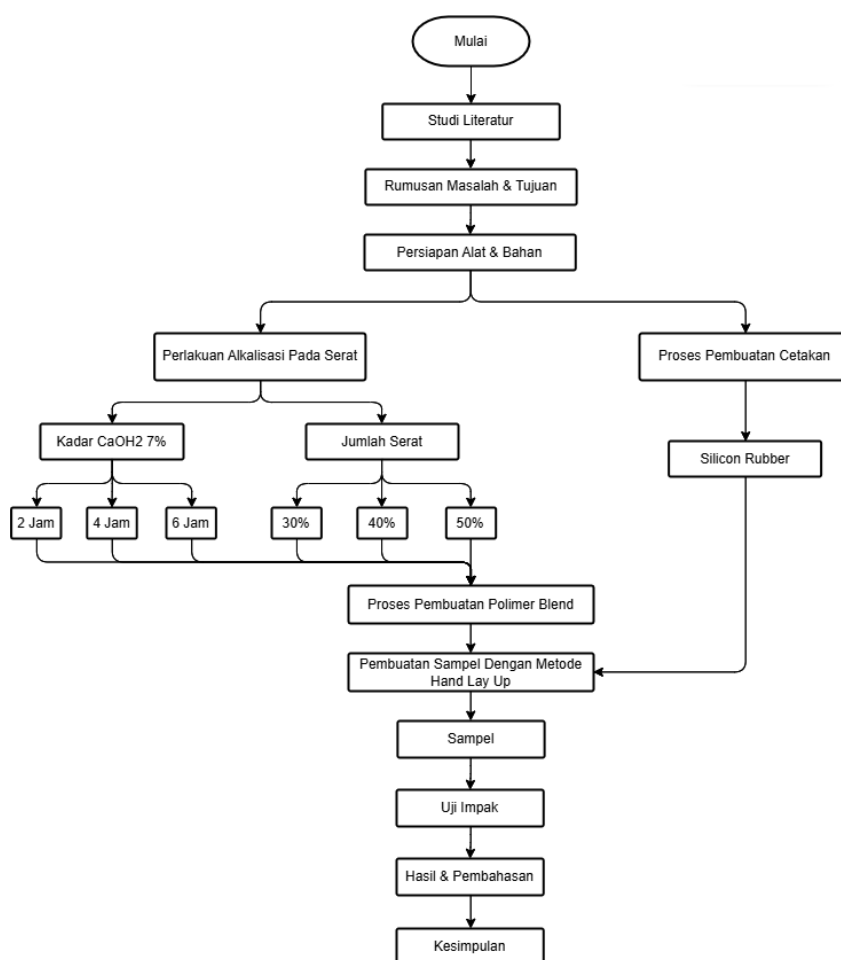 Mulai
Studi Literatur
Rumusan Masalah & Tujuan
Persiapan Alat & Bahan
Perlakuan Alkalisasi Pada Serat
Proses Pembuatan Cetakan
Kadar CaOH2 7%
Jumlah Serat
Silicon Rubber
2 Jam
4 Jam
6 Jam
30%
40%
50%
Proses Pembuatan Polimer Blend
Pembuatan Sampel Dengan Metode
Hand Lay Up
Sampel
Uji Impak
Hasil & Pembahasan
Kesimpulan